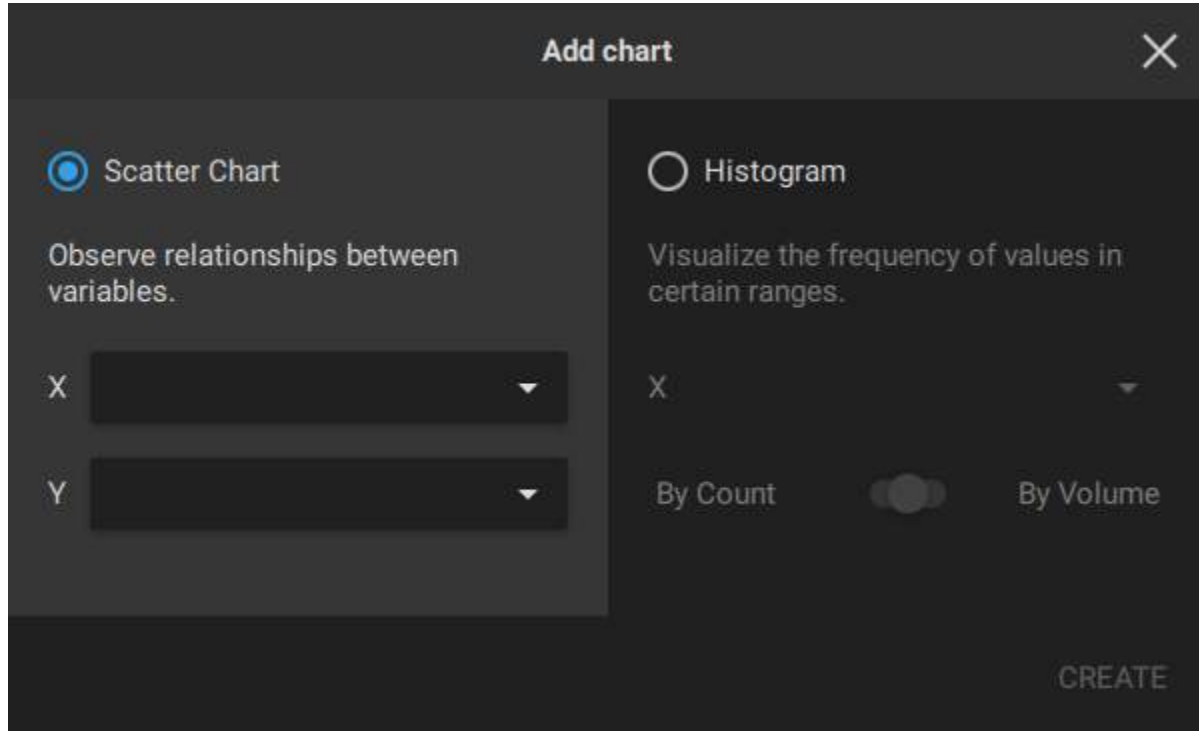 Add chart
Scatter Chart
Observe relationships between
variables.
X
Y
Histogram
Visualize the frequency of values in
certain ranges.
X
By Count
By Volume
CREATE